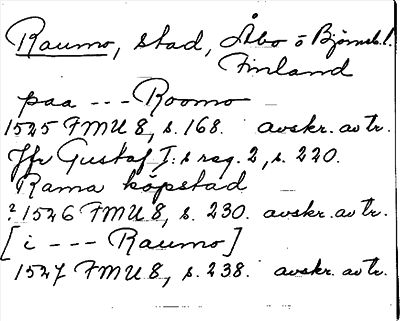 Raumo, stad, Åbo o Björneb. l.
Finland
paa --- Roomo
1525 FMU 8, s. 168. avskr. av tr.
Jfr Gustaf I:s reg. 2, s. 220.
Rama köpstad
? 1526 FMU 8, s. 230. avskr. av tr.
[i --- Raumo]
1527 FMU 8, s. 238. avskr. av tr.